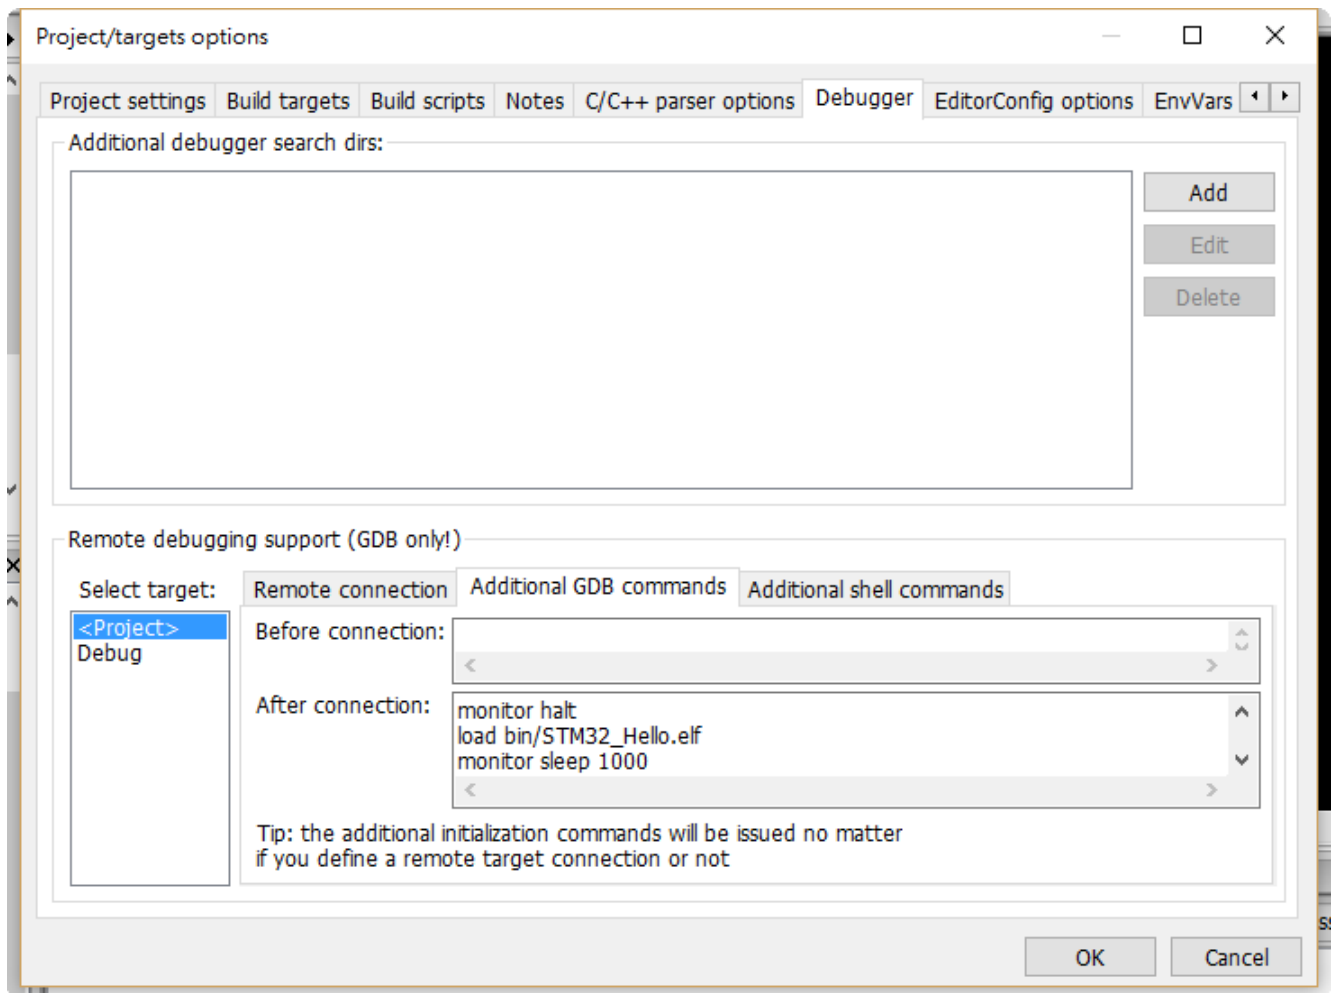 Project/targets options
Project settings Build targets Build scripts Notes C/C++ parser options Debugger EditorConfig options EnvVars
Additional debugger search dirs:
Add
Edit
Delete
Remote debugging support (GDB only!)
Select target:
<Project>
Debug
Remote connection Additional GDB commands Additional shell commands
Before connection:
After connection:
monitor halt
load bin/STM32_Hello.elf
monitor sleep 1000
Tip: the additional initialization commands will be issued no matter
if you define a remote target connection or not
OK Cancel